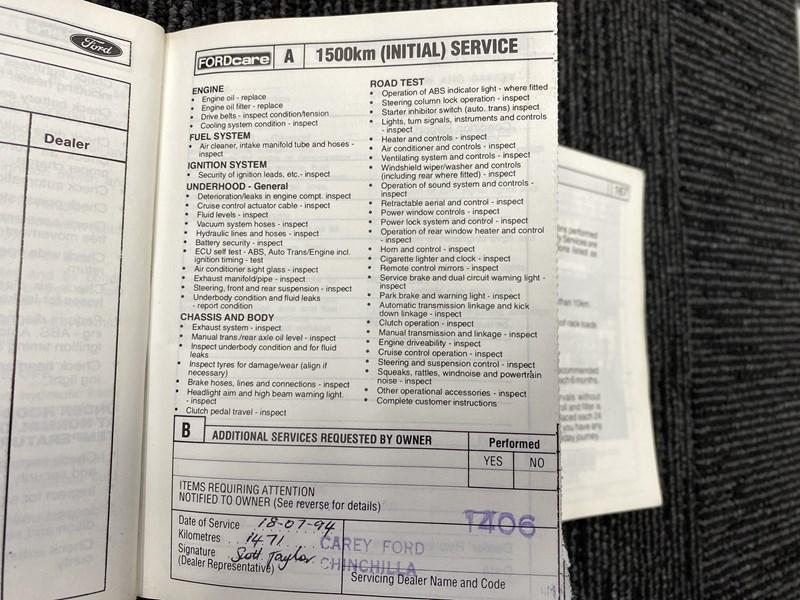 Ford
Dealer
FORDcare A 1500km (INITIAL) SERVICE
ENGINE
• Engine oil - replace
• Engine oil filter - replace
• Drive belts - inspect condition/tension
• Cooling system condition - inspect
FUEL SYSTEM
• Air cleaner, intake manifold tube and hoses -
inspect
IGNITION SYSTEM
• Security of ignition leads, etc.- inspect
UNDERHOOD - General
• Deterioration/leaks in engine compt. inspect
• Cruise control actuator cable - inspect
• Fluid levels - inspect
• Vacuum system hoses - inspect
• Hydraulic lines and hoses - inspect
• Battery security - inspect
• ECU self test - ABS, Auto Trans/Engine incl.
ignition timing - test
• Air conditioner sight glass - inspect
• Exhaust manifold/pipe - inspect
• Steering, front and rear suspension - inspect
• Underbody condition and fluid leaks
- report condition
CHASSIS AND BODY
• Exhaust system - inspect
• Manual trans./rear axle oil level - inspect
• Inspect underbody condition and for fluid
leaks
• Inspect tyres for damage/wear (align if
necessary)
• Brake hoses, lines and connections - inspect
• Headlight aim and high beam warning light.
- inspect
• Clutch pedal travel - inspect
ROAD TEST
• Operation of ABS indicator light - where fitted
• Steering column lock operation - inspect
• Starter inhibitor switch (auto. trans) inspect
• Lights, turn signals, instruments and controls
- inspect
• Heater and controls - inspect
• Air conditioner and controls - inspect
• Ventilating system and controls - inspect
• Windshield wiper/washer and controls
(including rear where fitted) - inspect
• Operation of sound system and controls -
inspect
• Retractable aerial and control - inspect
• Power window controls - inspect
• Power lock system and control - inspect
• Operation of rear window heater and control
- inspect
• Horn and control - inspect
• Cigarette lighter and clock - inspect
• Remote control mirrors - inspect
• Service brake and dual circuit warning light -
inspect
• Park brake and warning light - inspect
• Automatic transmission linkage and kick
down linkage - inspect
• Clutch operation - inspect
• Manual transmission and linkage - inspect
• Engine driveability - inspect
• Cruise control operation - inspect
• Steering and suspension control - inspect
• Squeaks, rattles, windnoise and powertrain
noise - inspect
• Other operational accessories - inspect
• Complete customer instructions
B ADDITIONAL SERVICES REQUESTED BY OWNER
Performed
YES NO
ITEMS REQUIRING ATTENTION
NOTIFIED TO OWNER (See reverse for details)
Date of Service 18-07-94
Kilometres 1471
Signature Scott Taylor
(Dealer Representative)
1406
CAREY FORD
CHINCHILLA
Servicing Dealer Name and Code